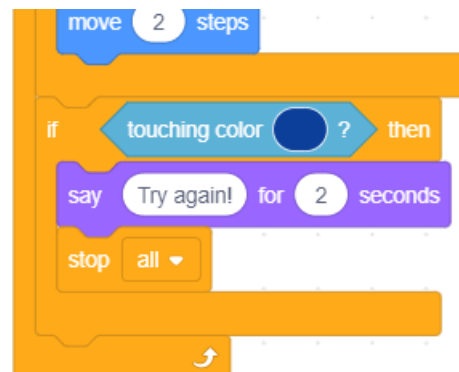 move 2 steps
if touching color ? then
say Try again! for 2 seconds
stop all